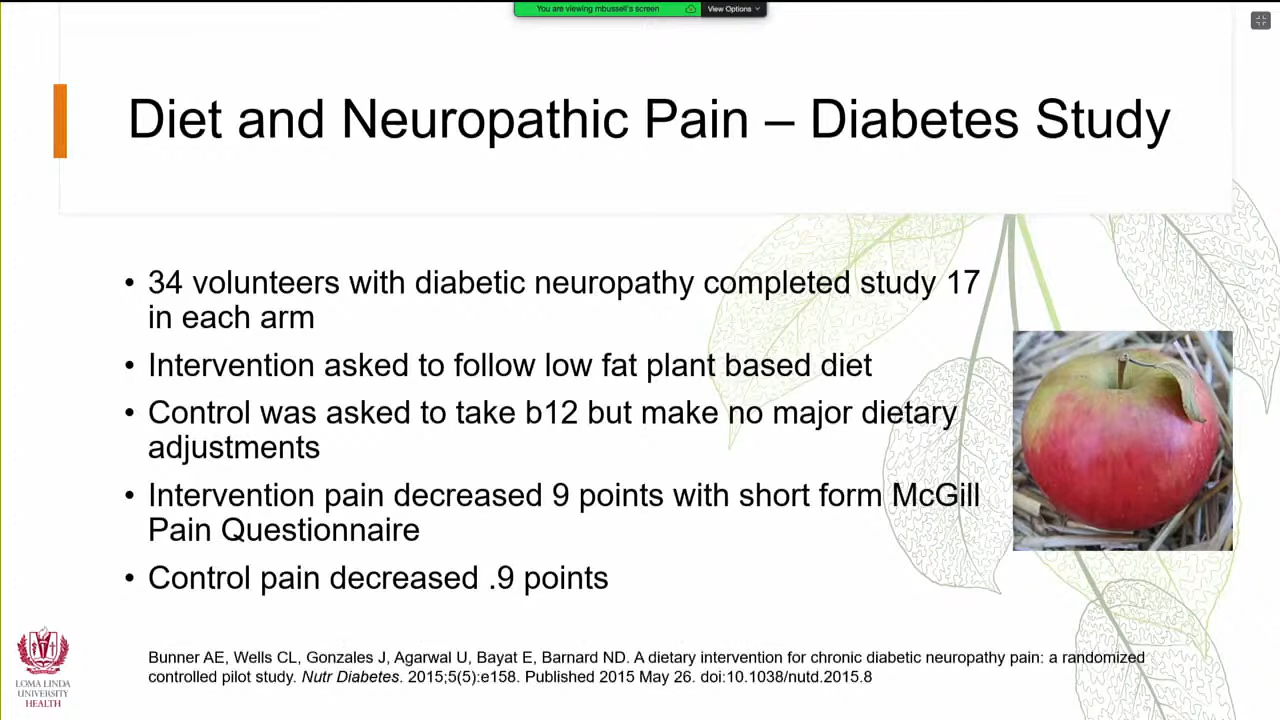 You are viewing mbussell's screen
View Options
Diet and Neuropathic Pain – Diabetes Study
• 34 volunteers with diabetic neuropathy completed study 17
in each arm
• Intervention asked to follow low fat plant based diet
• Control was asked to take b12 but make no major dietary
adjustments
• Intervention pain decreased 9 points with short form McGill
Pain Questionnaire
• Control pain decreased .9 points
Bunner AE, Wells CL, Gonzales J, Agarwal U, Bayat E, Barnard ND. A dietary intervention for chronic diabetic neuropathy pain: a randomized
controlled pilot study. Nutr Diabetes. 2015;5(5):e158. Published 2015 May 26. doi:10.1038/nutd.2015.8
LOMA LINDA
UNIVERSITY
HEALTH